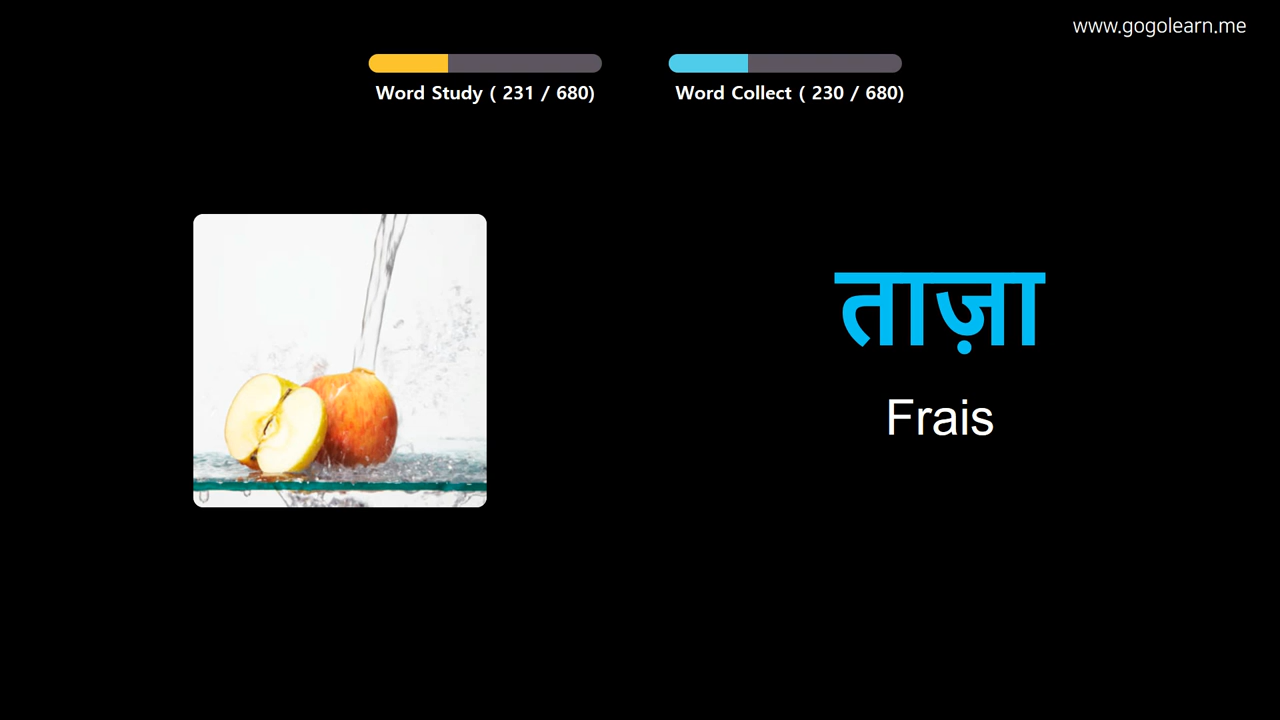 www.gogolearn.me
Word Study ( 231 / 680)
Word Collect ( 230 / 680)
ताज़ा
Frais